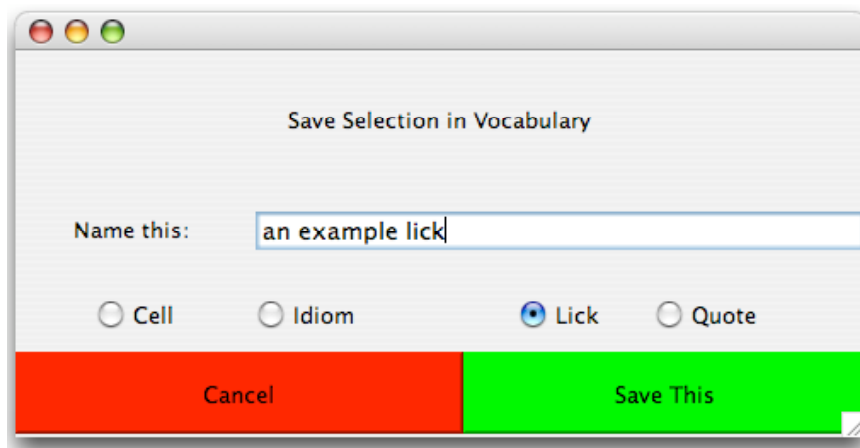 Save Selection in Vocabulary
Name this: an example lick
Cell Idiom Lick Quote
Cancel Save This